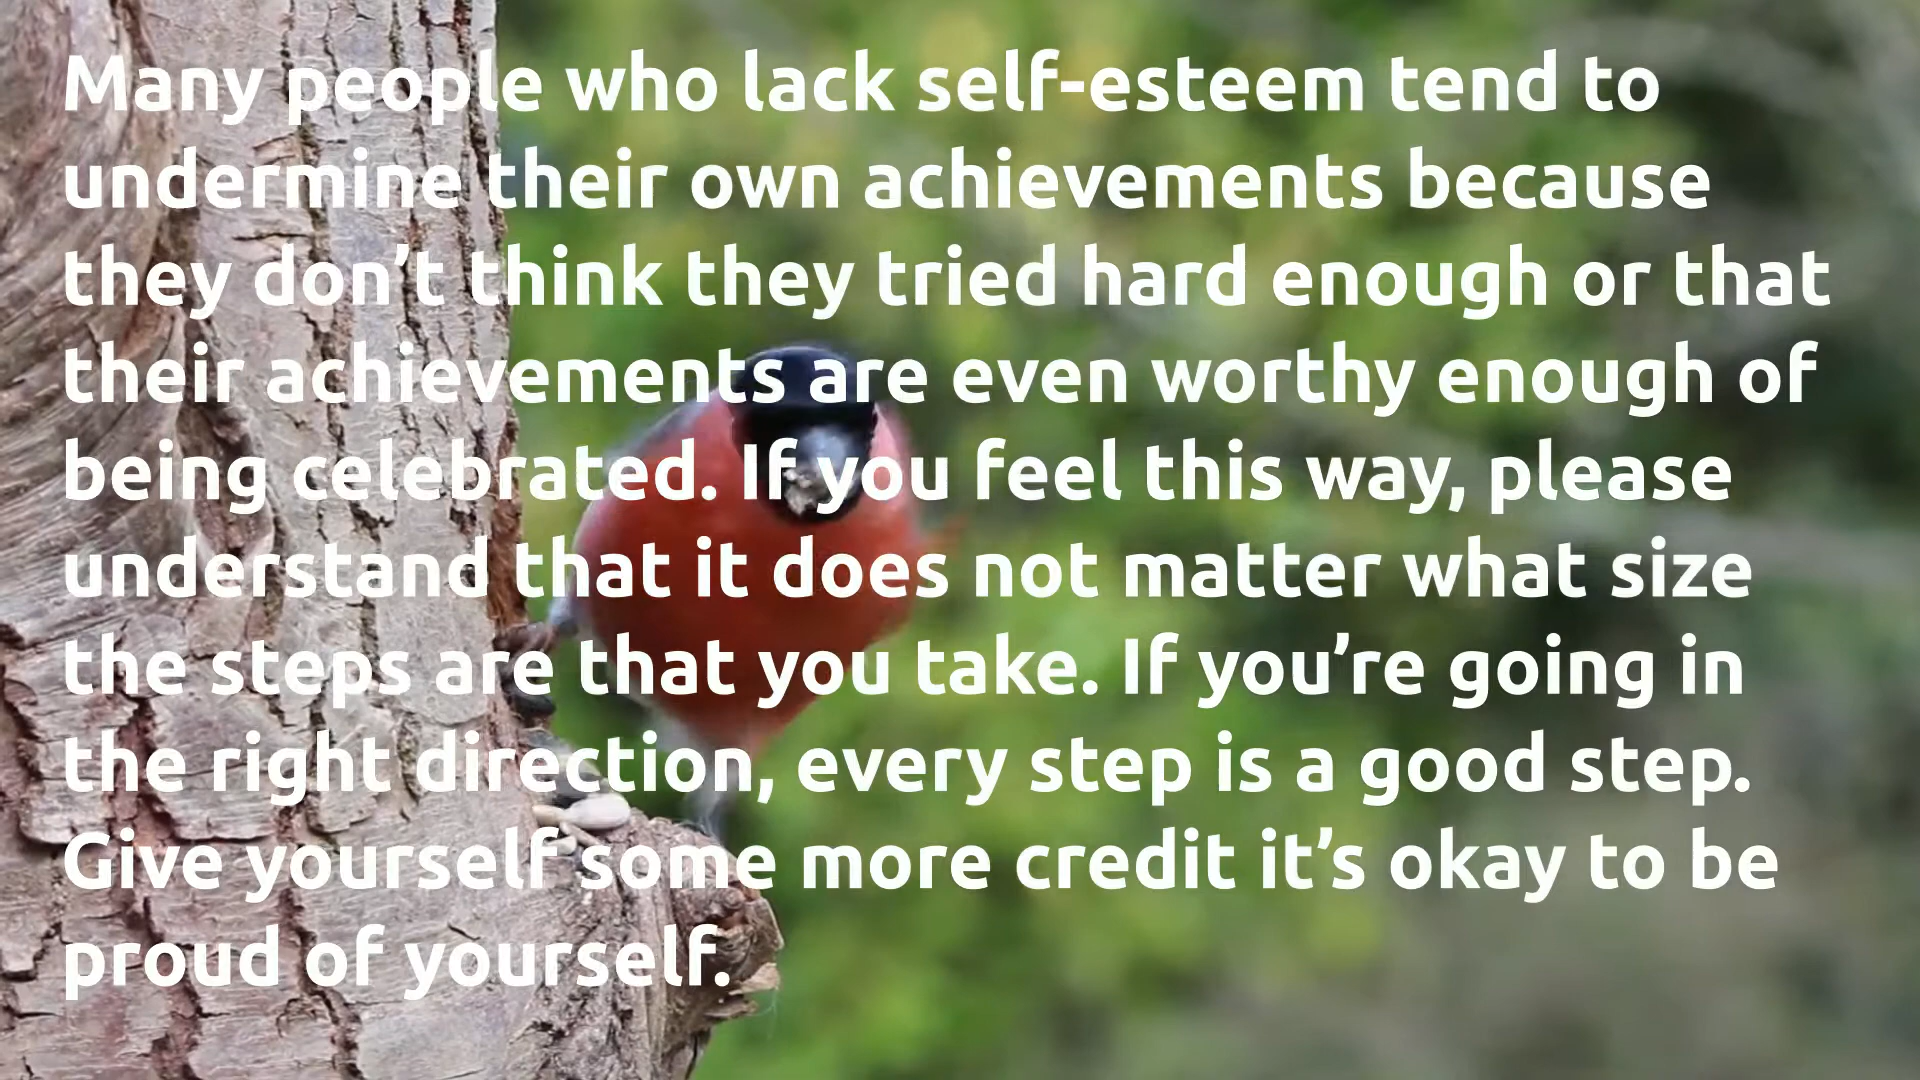 Many people who lack self-esteem tend to
undermine their own achievements because
they don’t think they tried hard enough or that
their achievements are even worthy enough of
being celebrated. If you feel this way, please
understand that it does not matter what size
the steps are that you take. If you’re going in
the right direction, every step is a good step.
Give yourself some more credit it’s okay to be
proud of yourself.